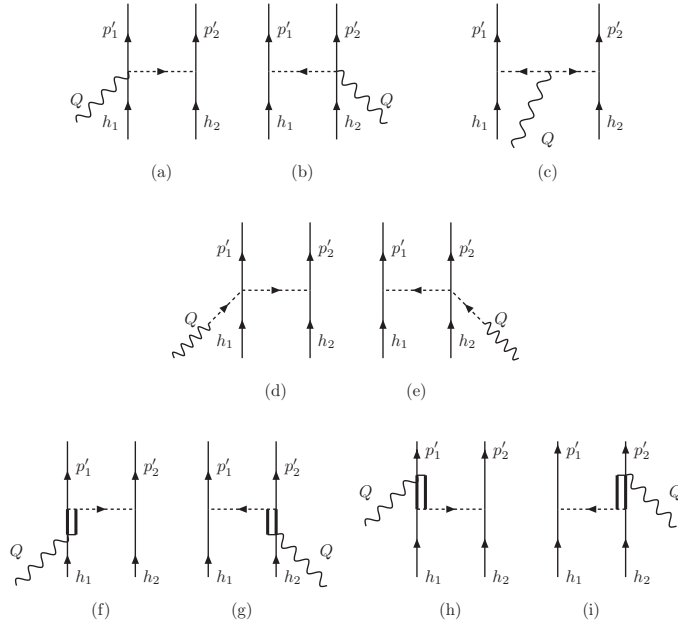 p′₁ p′₂ p′₁ p′₂ p′₁ p′₂
Q h₁ h₂ h₁ h₂ Q h₁ Q h₂
(a) (b) (c)
p′₁ p′₂ p′₁ p′₂
Q h₁ h₂ h₁ h₂ Q
(d) (e)
p′₁ p′₂ p′₁ p′₂ p′₁ p′₂ p′₁ p′₂
Q Q Q Q
h₁ h₂ h₁ h₂ h₁ h₂ h₁ h₂
(f) (g) (h) (i)